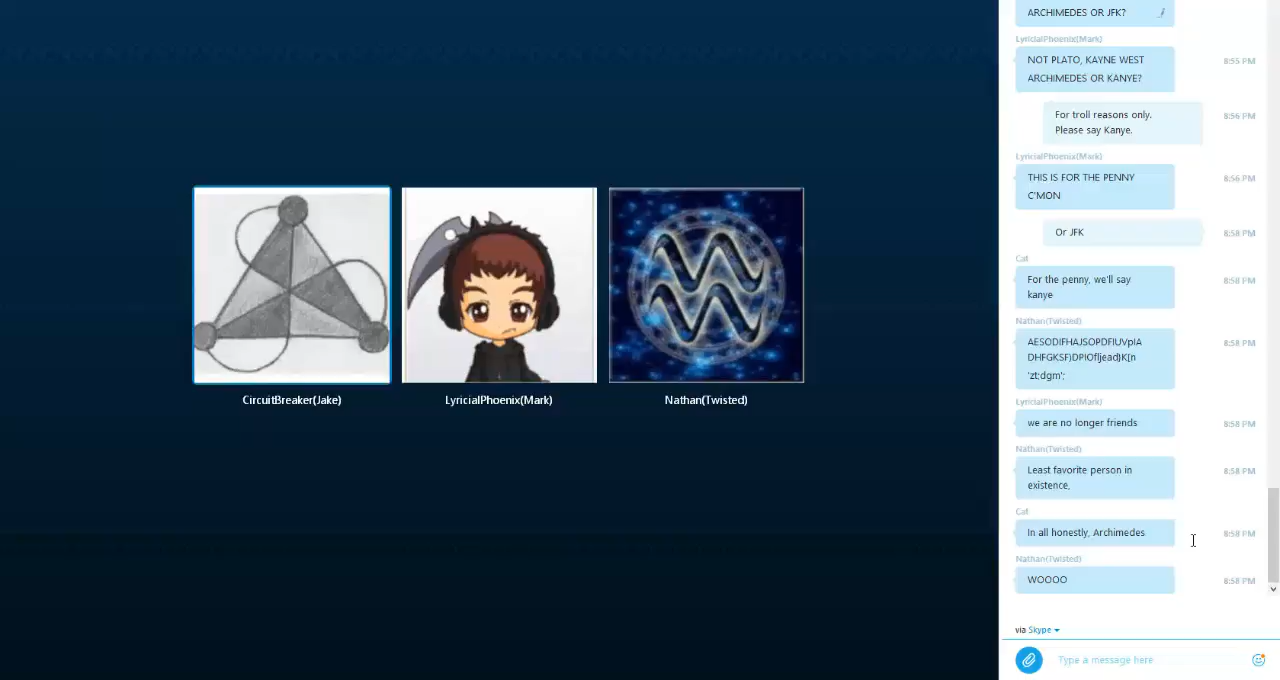 ARCHIMEDES OR JFK?
LyricialPhoenix(Mark)
NOT PLATO, KAYNE WEST
ARCHIMEDES OR KANYE?
8:55 PM
For troll reasons only.
Please say Kanye.
8:56 PM
LyricialPhoenix(Mark)
THIS IS FOR THE PENNY
C'MON
8:56 PM
Or JFK
8:58 PM
Cat
For the penny, we'll say
kanye
8:58 PM
Nathan(Twisted)
8:58 PM
LyricialPhoenix(Mark)
we are no longer friends
8:58 PM
Nathan(Twisted)
Least favorite person in
existence,
8:58 PM
Cat
In all honestly, Archimedes
8:58 PM
Nathan(Twisted)
WOOOO
8:58 PM
via Skype
Type a message here
CircuitBreaker(Jake)
LyricialPhoenix(Mark)
Nathan(Twisted)